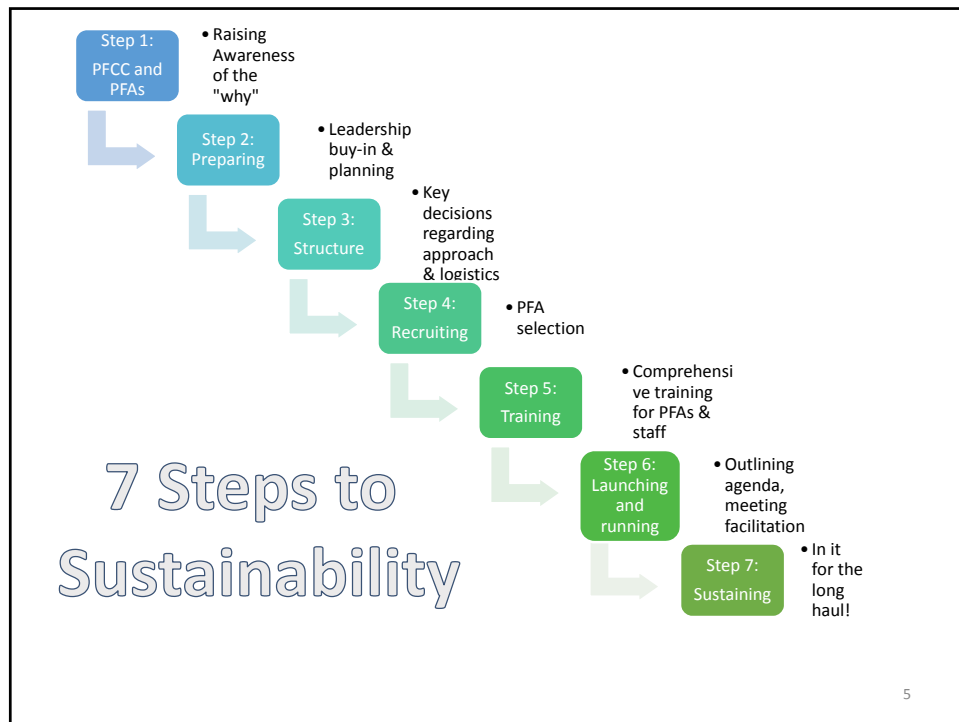 Step 1:
PFCC and
PFAs
• Raising
Awareness
of the
"why"
Step 2:
Preparing
• Leadership
buy-in &
planning
Step 3:
Structure
• Key
decisions
regarding
approach
& logistics
Step 4:
Recruiting
• PFA
selection
Step 5:
Training
• Comprehensi
ve training
for PFAs &
staff
Step 6:
Launching
and
running
• Outlining
agenda,
meeting
facilitation
Step 7:
Sustaining
• In it
for the
long
haul!
7 Steps to
Sustainability
5